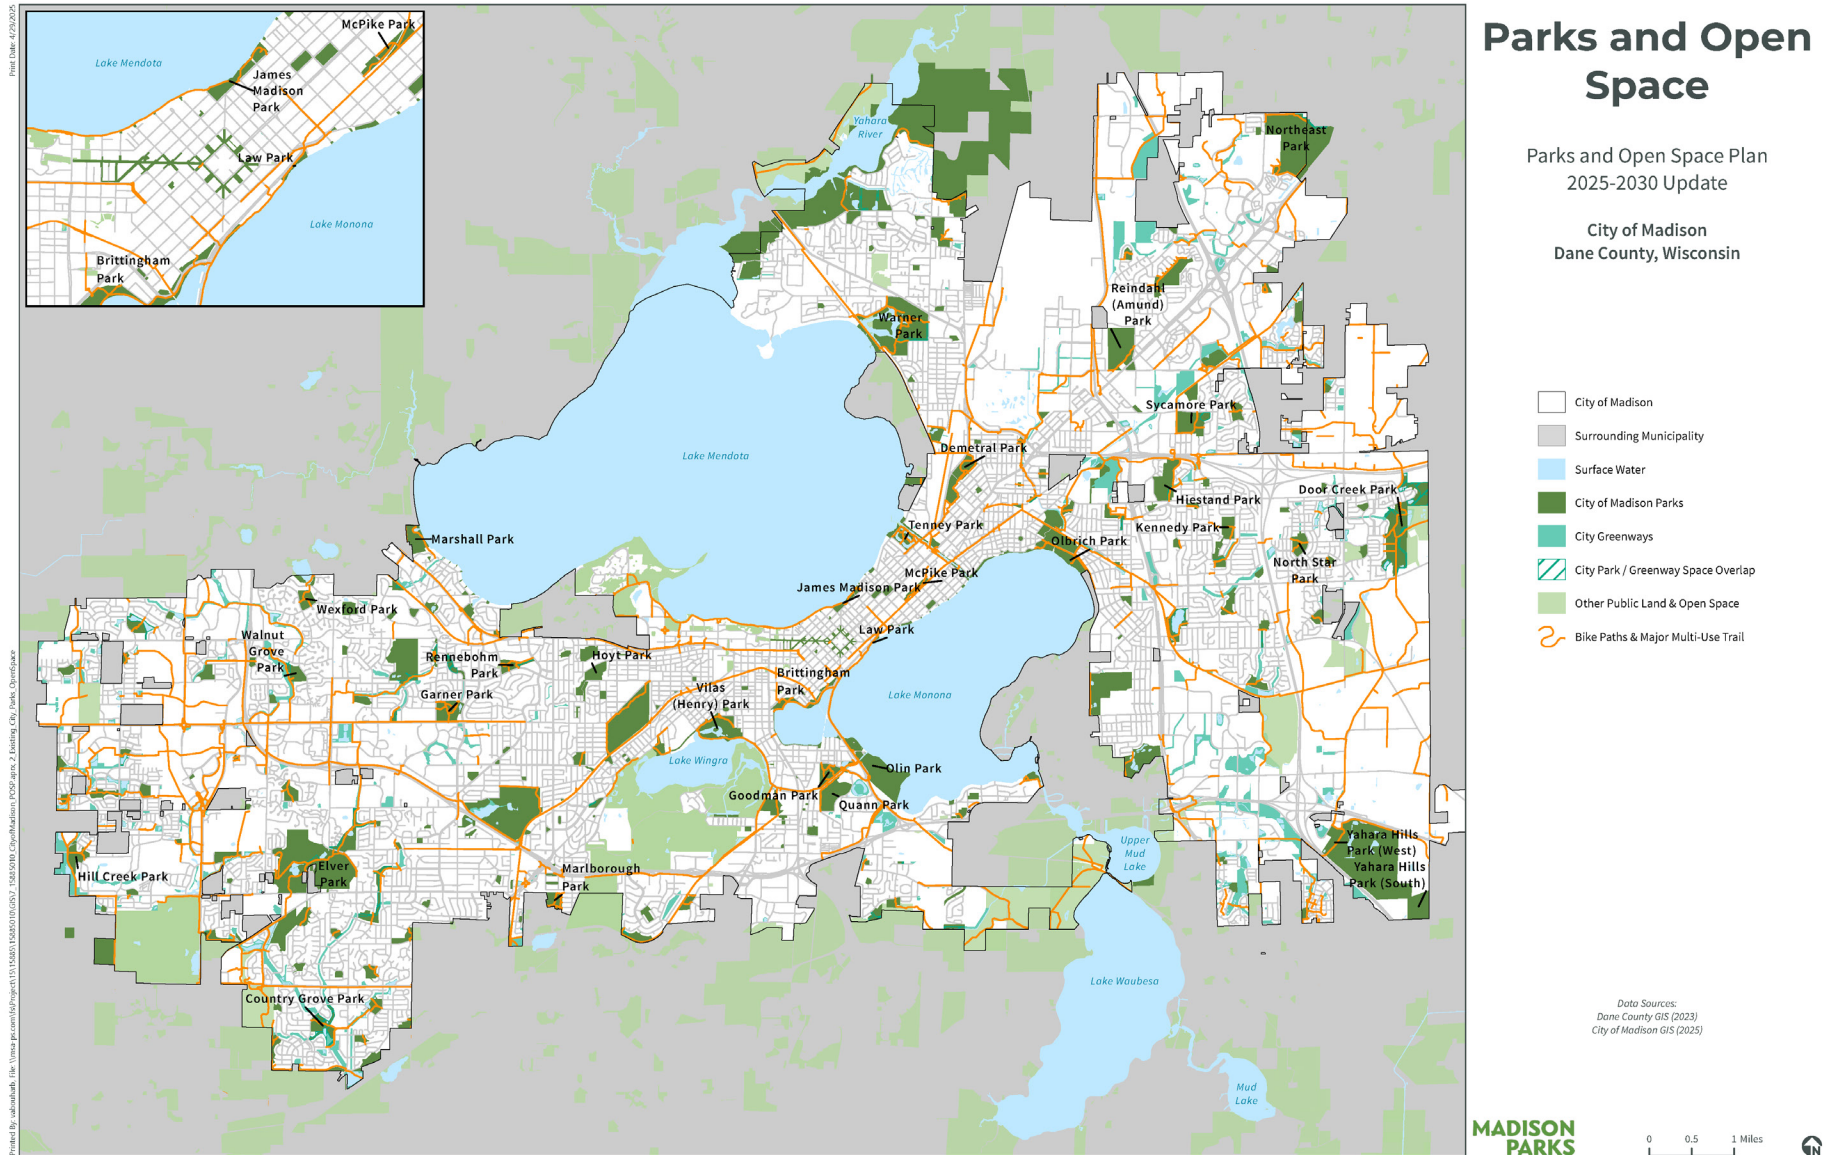 Print Date: 4/29/2025
Parks and Open
Space
Parks and Open Space Plan
2025-2030 Update
City of Madison
Dane County, Wisconsin
City of Madison
Surrounding Municipality
Surface Water
City of Madison Parks
City Greenways
City Park / Greenway Space Overlap
Other Public Land & Open Space
Bike Paths & Major Multi-Use Trail
Data Sources:
Dane County GIS (2023)
City of Madison GIS (2025)
MADISON
PARKS
0 0.5 1 Miles
N
McPike Park
Lake Mendota
James
Madison
Park
Law Park
Lake Monona
Brittingham
Park
Yahara
River
Northeast
Park
Reindahl
(Amund)
Park
Warner
Park
Sycamore Park
Demetral Park
Lake Mendota
Hiestand Park
Door Creek Park
Tenney Park
Kennedy Park
Marshall Park
Olbrich Park
North Star
Park
McPike Park
James Madison Park
Wexford Park
Law Park
Walnut
Grove
Park
Rennebohm
Park
Hoyt Park
Brittingham
Park
Garner Park
Vilas
(Henry) Park
Lake Monona
Lake Wingra
Olin Park
Goodman Park
Quann Park
Upper
Mud
Lake
Yahara Hills
Park (West)
Yahara Hills
Park (South)
Hill Creek Park
Elver
Park
Marlborough
Park
Lake Waubesa
Country Grove Park
Mud
Lake